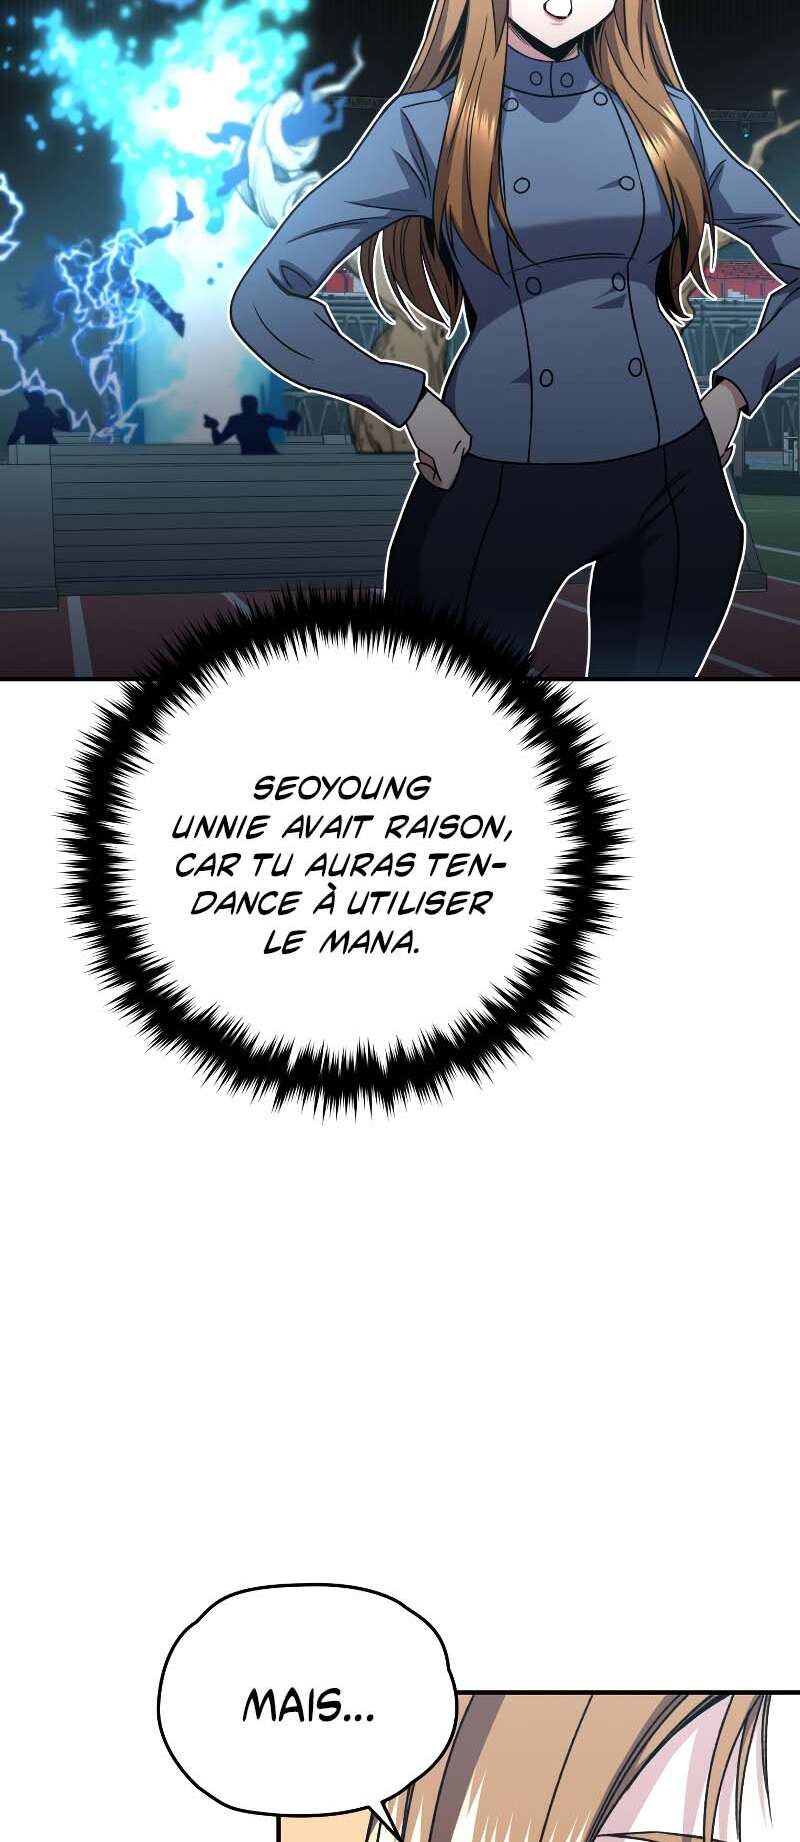 SEOYOUNG
UNNIE AVAIT RAISON,
CAR TU AURAS TEN-
DANCE À UTILISER
LE MANA.
MAIS...